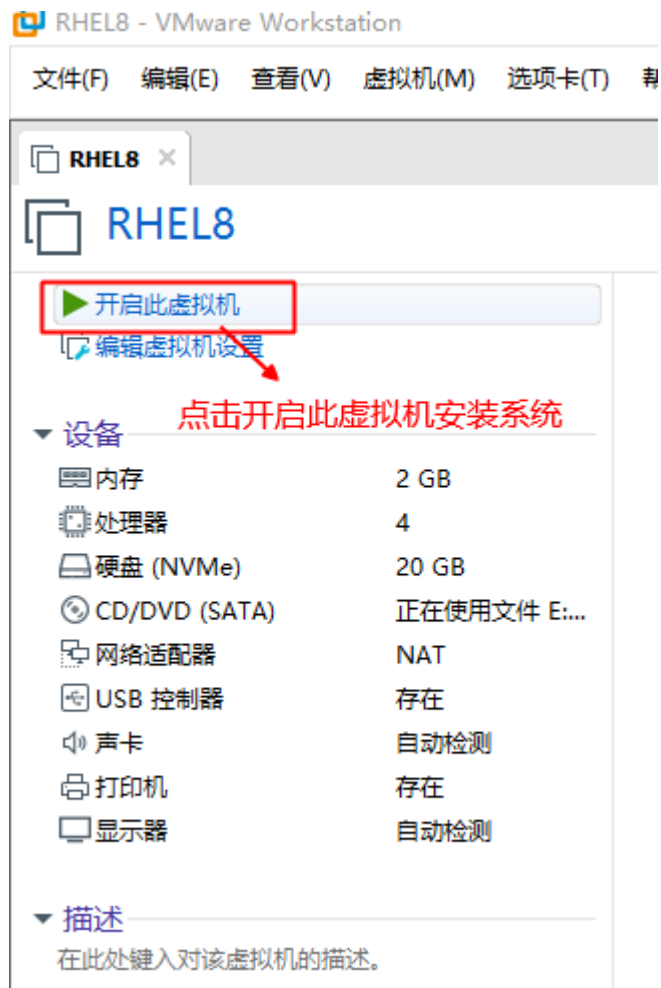 RHEL8 - VMware Workstation
文件(F) 编辑(E) 查看(V) 虚拟机(M) 选项卡(T)
RHEL8 ×
RHEL8
开启此虚拟机
编辑虚拟机设置
点击开启此虚拟机安装系统
设备
内存 2 GB
处理器 4
硬盘 (NVMe) 20 GB
CD/DVD (SATA) 正在使用文件 E:...
网络适配器 NAT
USB 控制器 存在
声卡 自动检测
打印机 存在
显示器 自动检测
描述
在此处键入对该虚拟机的描述。